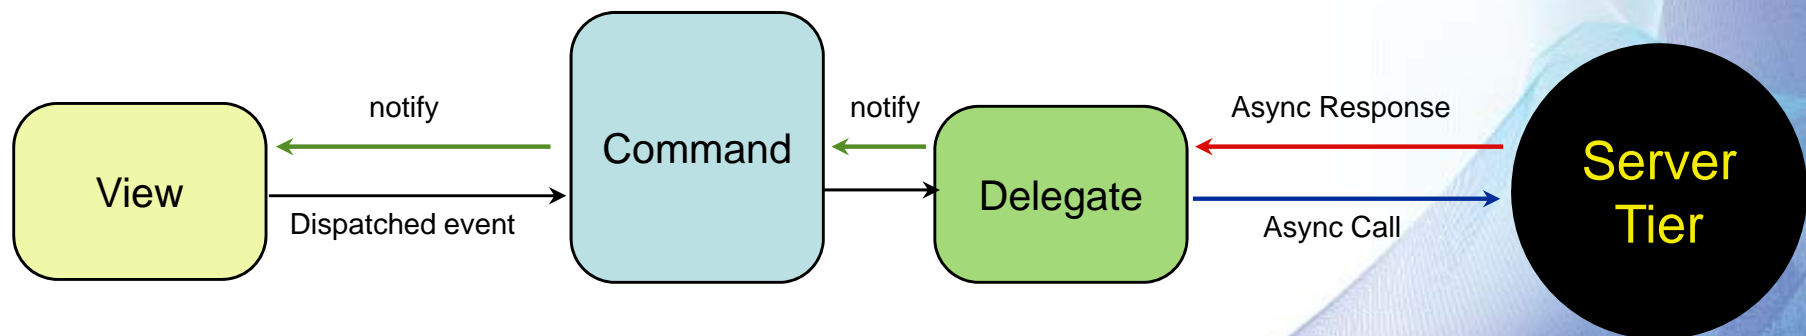 notify
notify
Async Response
View
Command
Delegate
Server
Tier
Dispatched event
Async Call